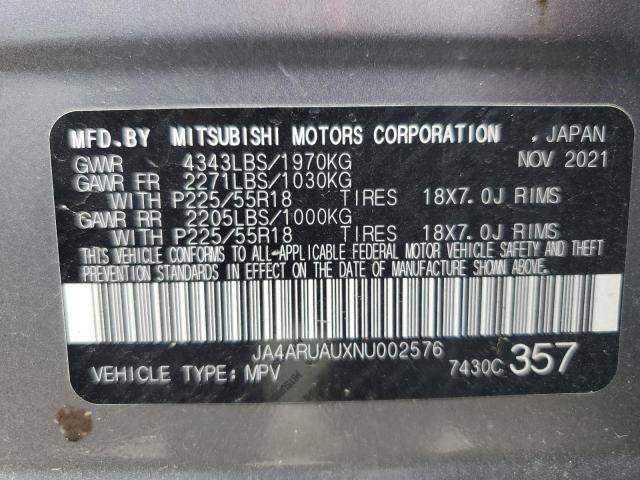 MFD.BY MITSUBISHI MOTORS CORPORATION . JAPAN
GVWR 4343LBS/1970KG NOV 2021
GAWR FR 2271LBS/1030KG
WITH P225/55R18 TIRES 18X7.0J RIMS
GAWR RR 2205LBS/1000KG
WITH P225/55R18 TIRES 18X7.0J RIMS
THIS VEHICLE CONFORMS TO ALL-APPLICABLE FEDERAL MOTOR VEHICLE SAFETY AND THEFT
PREVENTION STANDARDS IN EFFECT ON THE DATE OF MANUFACTURE SHOWN ABOVE.
JA4ARUAUXNU002576
VEHICLE TYPE: MPV 7430C 357